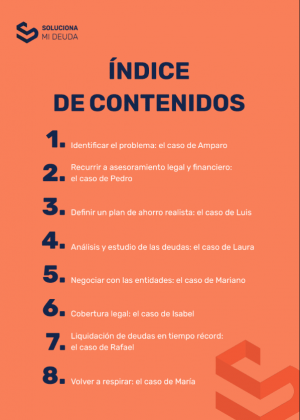 SOLUCIONA
MI DEUDA
ÍNDICE
DE CONTENIDOS
1. Identificar el problema: el caso de Amparo
2. Recurrir a asesoramiento legal y financiero:
el caso de Pedro
3. Definir un plan de ahorro realista: el caso de Luis
4. Análisis y estudio de las deudas: el caso de Laura
5. Negociar con las entidades: el caso de Mariano
6. Cobertura legal: el caso de Isabel
7. Liquidación de deudas en tiempo récord:
el caso de Rafael
8. Volver a respirar: el caso de María